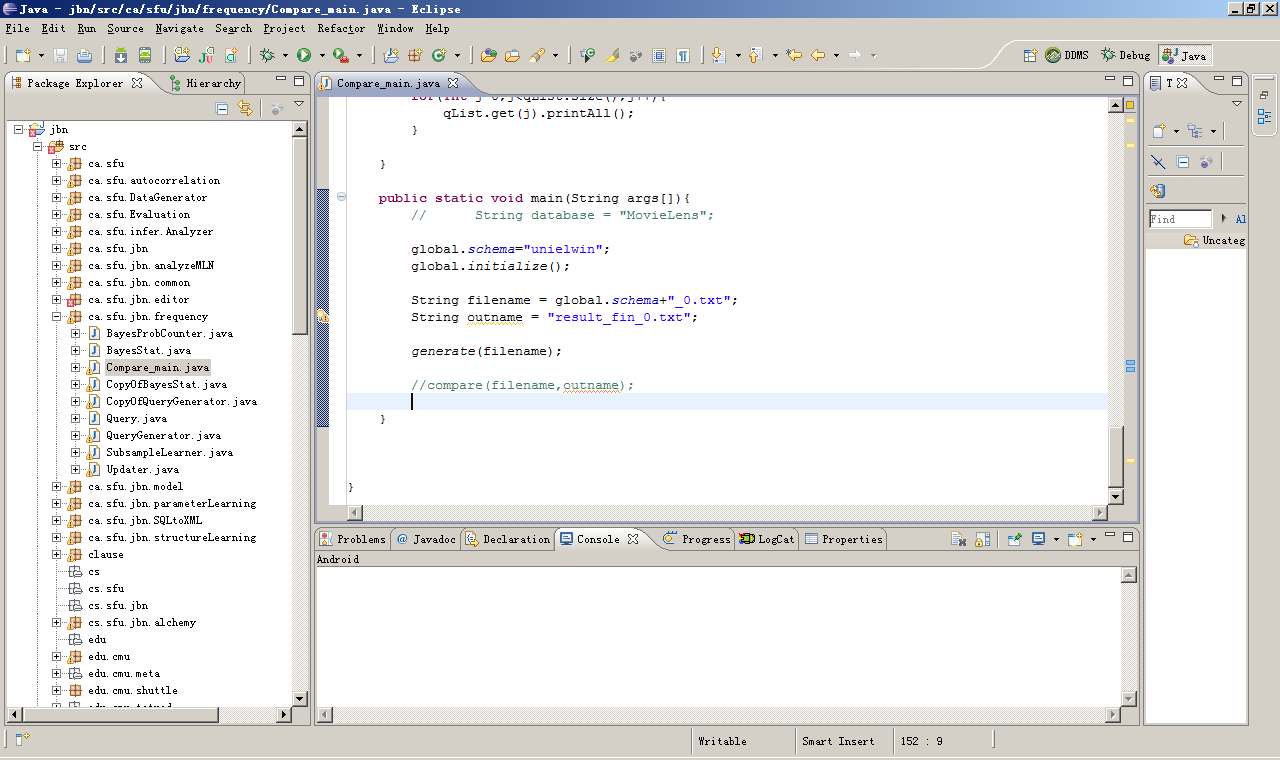 Java - jbn/src/ca/sfu/jbn/frequency/Compare_main.java - Eclipse
File Edit Run Source Navigate Search Project Refactor Window Help
DDMS Debug Java
Package Explorer Hierarchy
jbn
src
ca.sfu
ca.sfu.autocorrelation
ca.sfu.DataGenerator
ca.sfu.Evaluation
ca.sfu.infer.Analyzer
ca.sfu.jbn
ca.sfu.jbn.analyzeMLN
ca.sfu.jbn.common
ca.sfu.jbn.editor
ca.sfu.jbn.frequency
BayesProbCounter.java
BayesStat.java
Compare_main.java
CopyOfBayesStat.java
CopyOfQueryGenerator.java
Query.java
QueryGenerator.java
SubsampleLearner.java
Updater.java
ca.sfu.jbn.model
ca.sfu.jbn.parameterLearning
ca.sfu.jbn.SQLtoXML
ca.sfu.jbn.structureLearning
clause
cs
cs.sfu
cs.sfu.jbn
cs.sfu.jbn.alchemy
edu
edu.cmu
edu.cmu.meta
edu.cmu.shuttle
Compare_main.java
qList.get(j).printAll();
}
}
public static void main(String args[]){
// String database = "MovieLens";
global.schema="unielwin";
global.initialize();
String filename = global.schema+"_0.txt";
String outname = "result_fin_0.txt";
generate(filename);
//compare(filename,outname);
}
}
Problems @ Javadoc Declaration Console Progress LogCat Properties
Android
T
Find Al
Uncateg
Writable Smart Insert 152 : 9